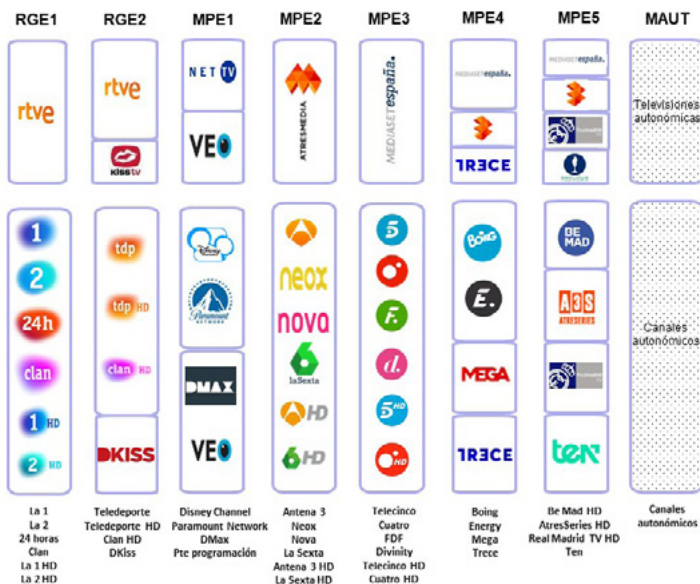 RGE1 RGE2 MPE1 MPE2 MPE3 MPE4 MPE5 MAUT
rtve
rtve
KISS TV
NET TV
VEO
ATRESMEDIA
MEDIASET españa.
MEDIASET españa.
TRECE
MEDIASET españa.
Televisiones
autonómicas
1
2
24h
clan
1 HD
2 HD
tdp
tdp HD
clan HD
DKISS
Disney
Paramount
NETWORK
DMAX
VEO
A
neox
nova
6
laSexta
A HD
6 HD
5
F.
d.
5 HD
HD
BOING
E.
MEGA
TRECE
BE
MAD
A3S
ATRESERIES
ten
Canales
autonómicos
La 1
La 2
24 horas
Clan
La 1 HD
La 2 HD
Teledeporte
Teledeporte HD
Clan HD
DKiss
Disney Channel
Paramount Network
DMax
Pte programación
Antena 3
Neox
Nova
La Sexta
Antena 3 HD
La Sexta HD
Telecinco
Cuatro
FDF
Divinity
Telecinco HD
Cuatro HD
Boing
Energy
Mega
Trece
Be Mad HD
AtresSeries HD
Real Madrid TV HD
Ten
Canales
autonómicos